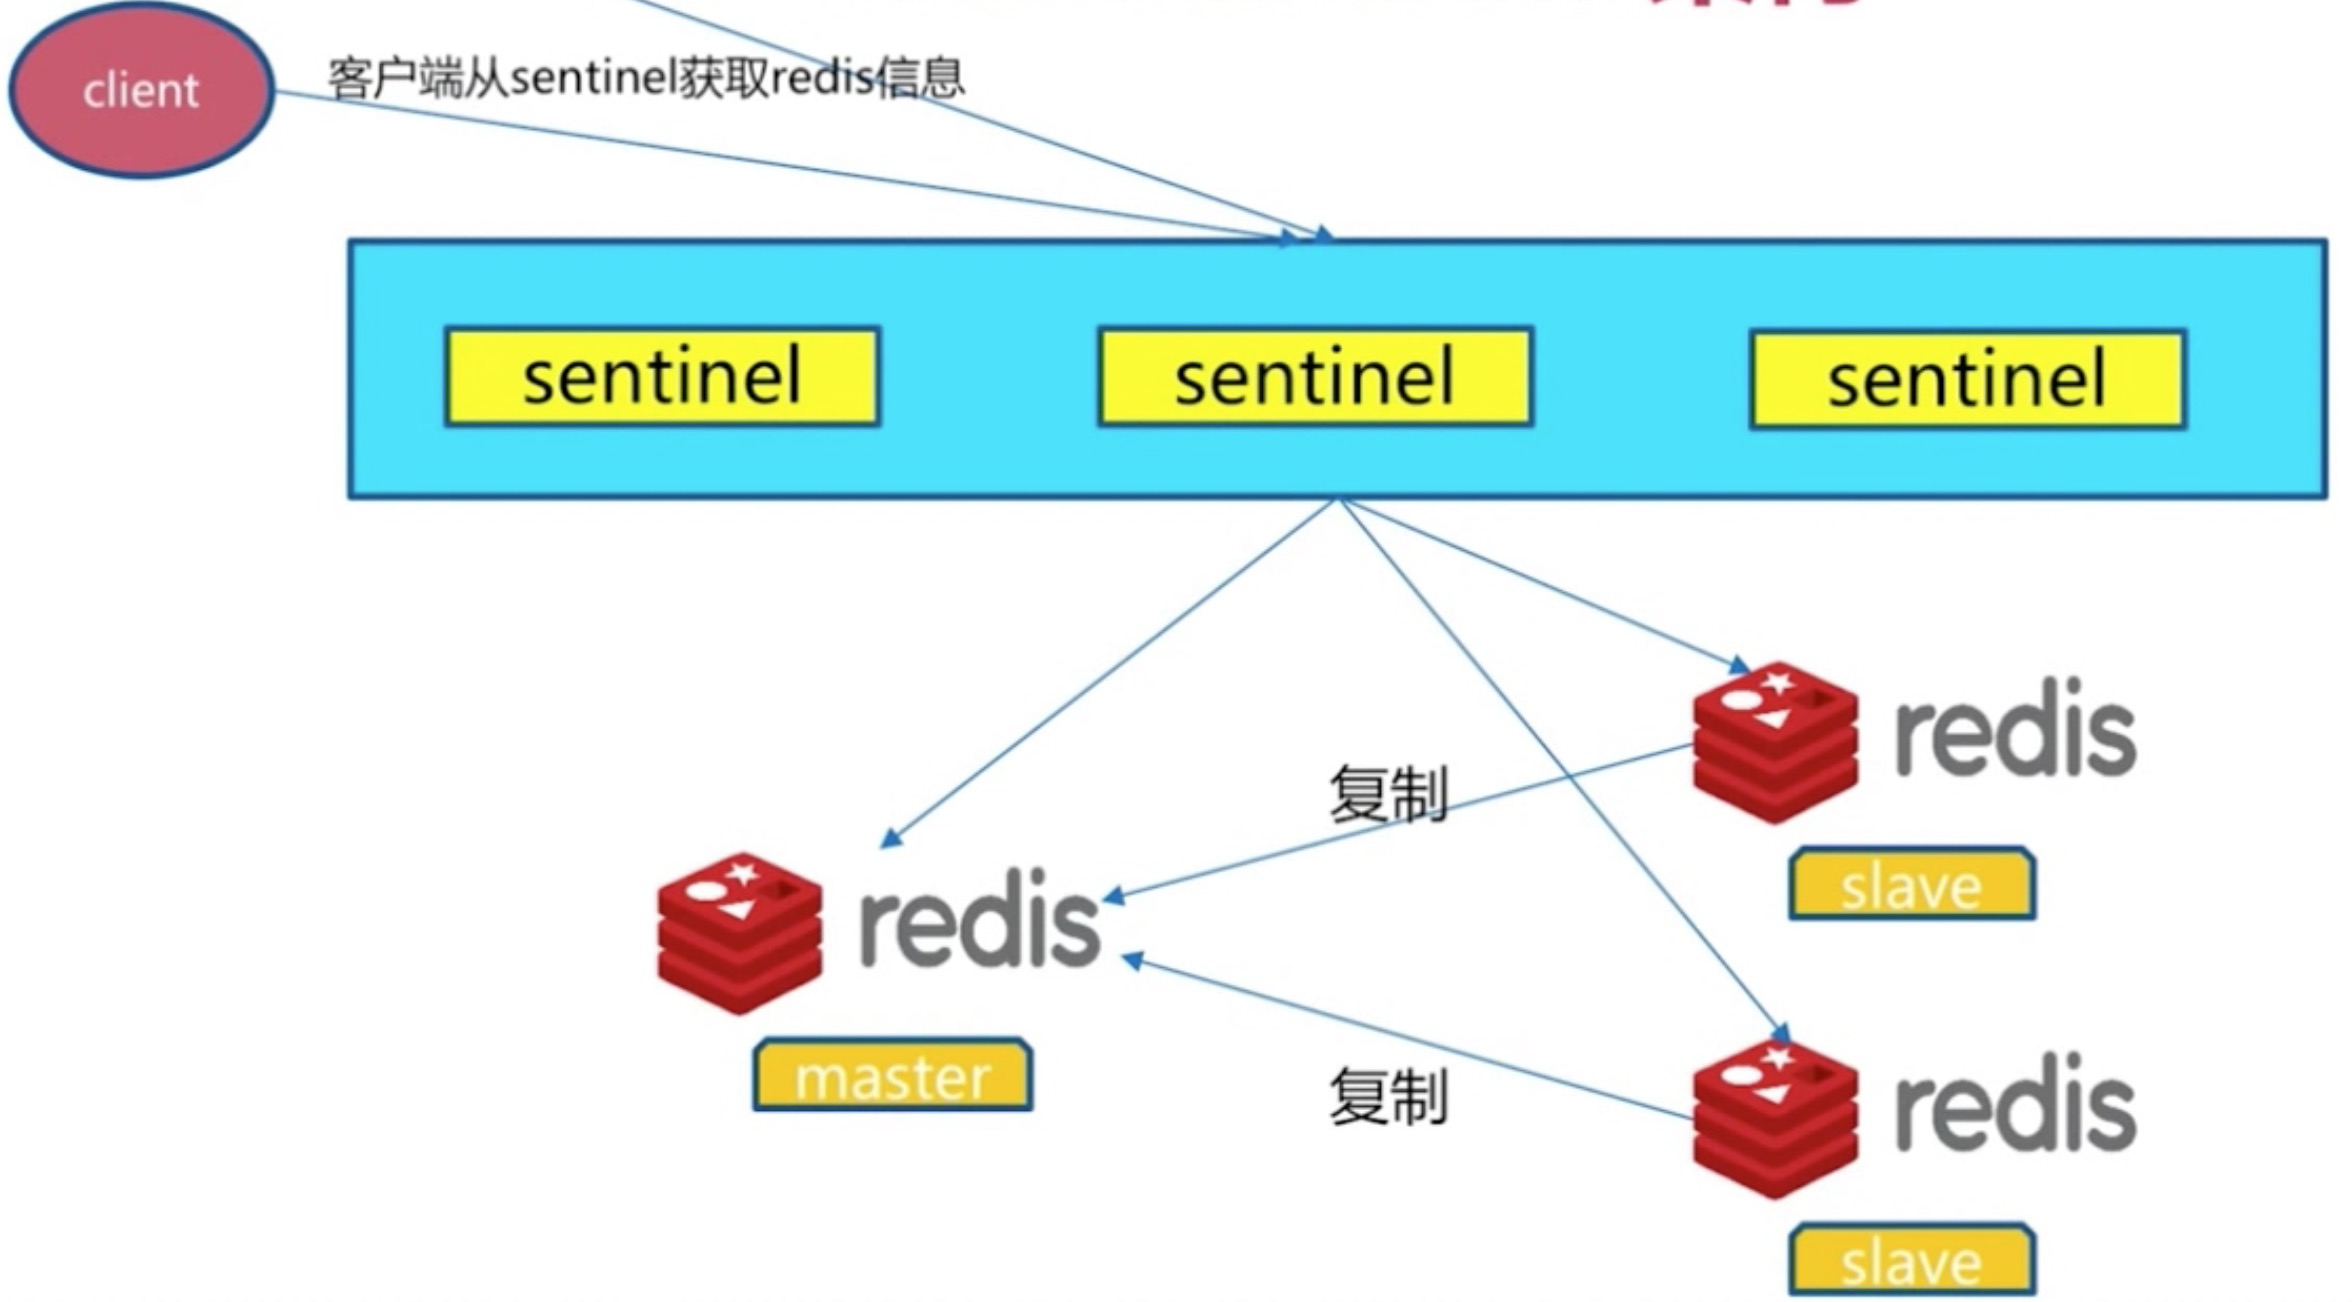 client
客户端从sentinel获取redis信息
sentinel
sentinel
sentinel
redis
复制
slave
redis
master
复制
redis
slave